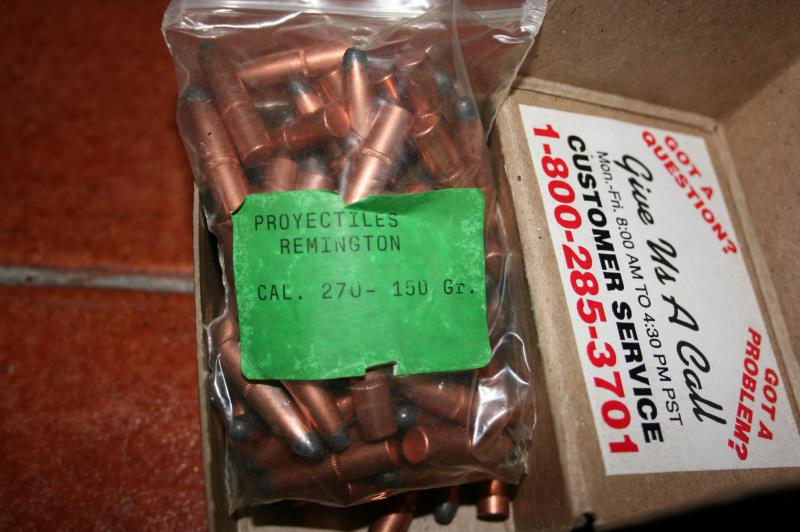 PROYECTILES
REMINGTON
CAL. 270- 150 Gr.
GOT A
QUESTION?
Give Us A Call
Mon.-Fri. 8:00 AM TO 4:30 PM PST
CUSTOMER SERVICE
1-800-285-3701
GOT A
PROBLEM?